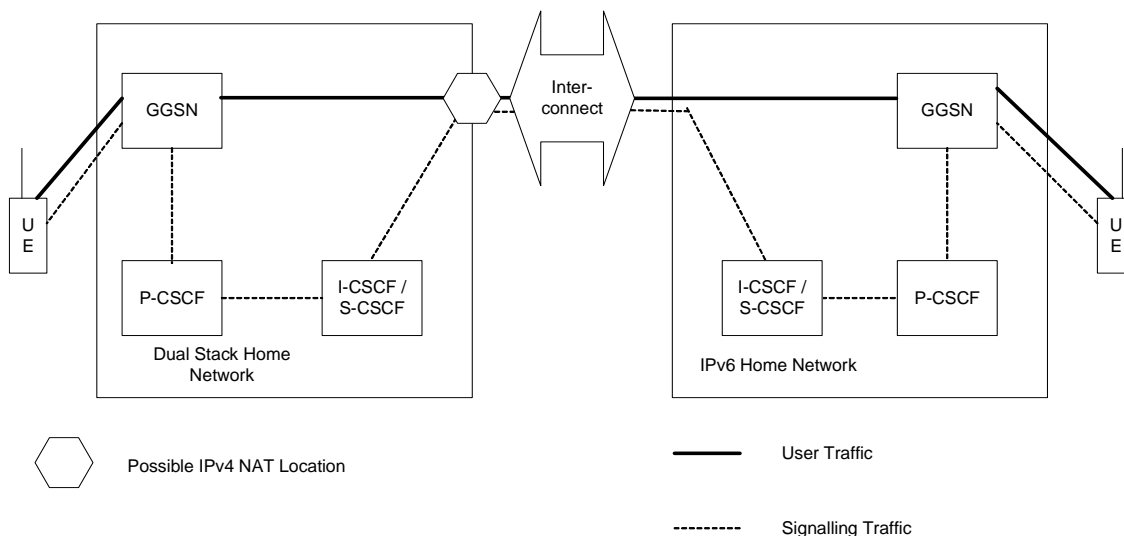 Inter-
connect
GGSN
GGSN
U
E
U
E
P-CSCF
I-CSCF /
S-CSCF
I-CSCF /
S-CSCF
P-CSCF
Dual Stack Home
Network
IPv6 Home Network
Possible IPv4 NAT Location
User Traffic
Signalling Traffic